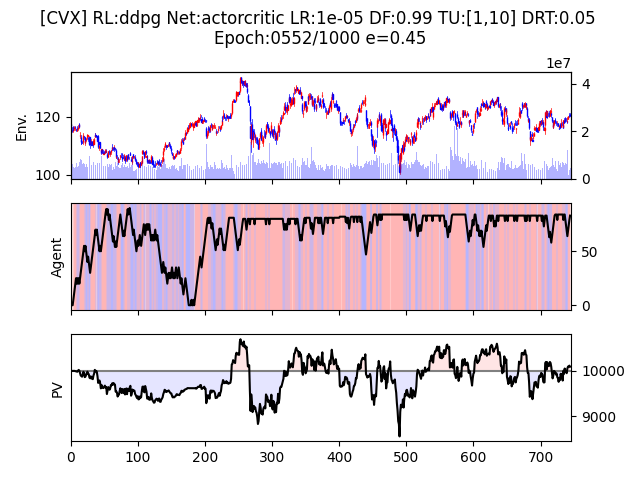 [CVX] RL:ddpg Net:actorcritic LR:1e-05 DF:0.99 TU:[1,10] DRT:0.05
Epoch:0552/1000 e=0.45
1e7
Env.
120
100
4
2
0
Agent
50
0
PV
10000
9000
0 100 200 300 400 500 600 700